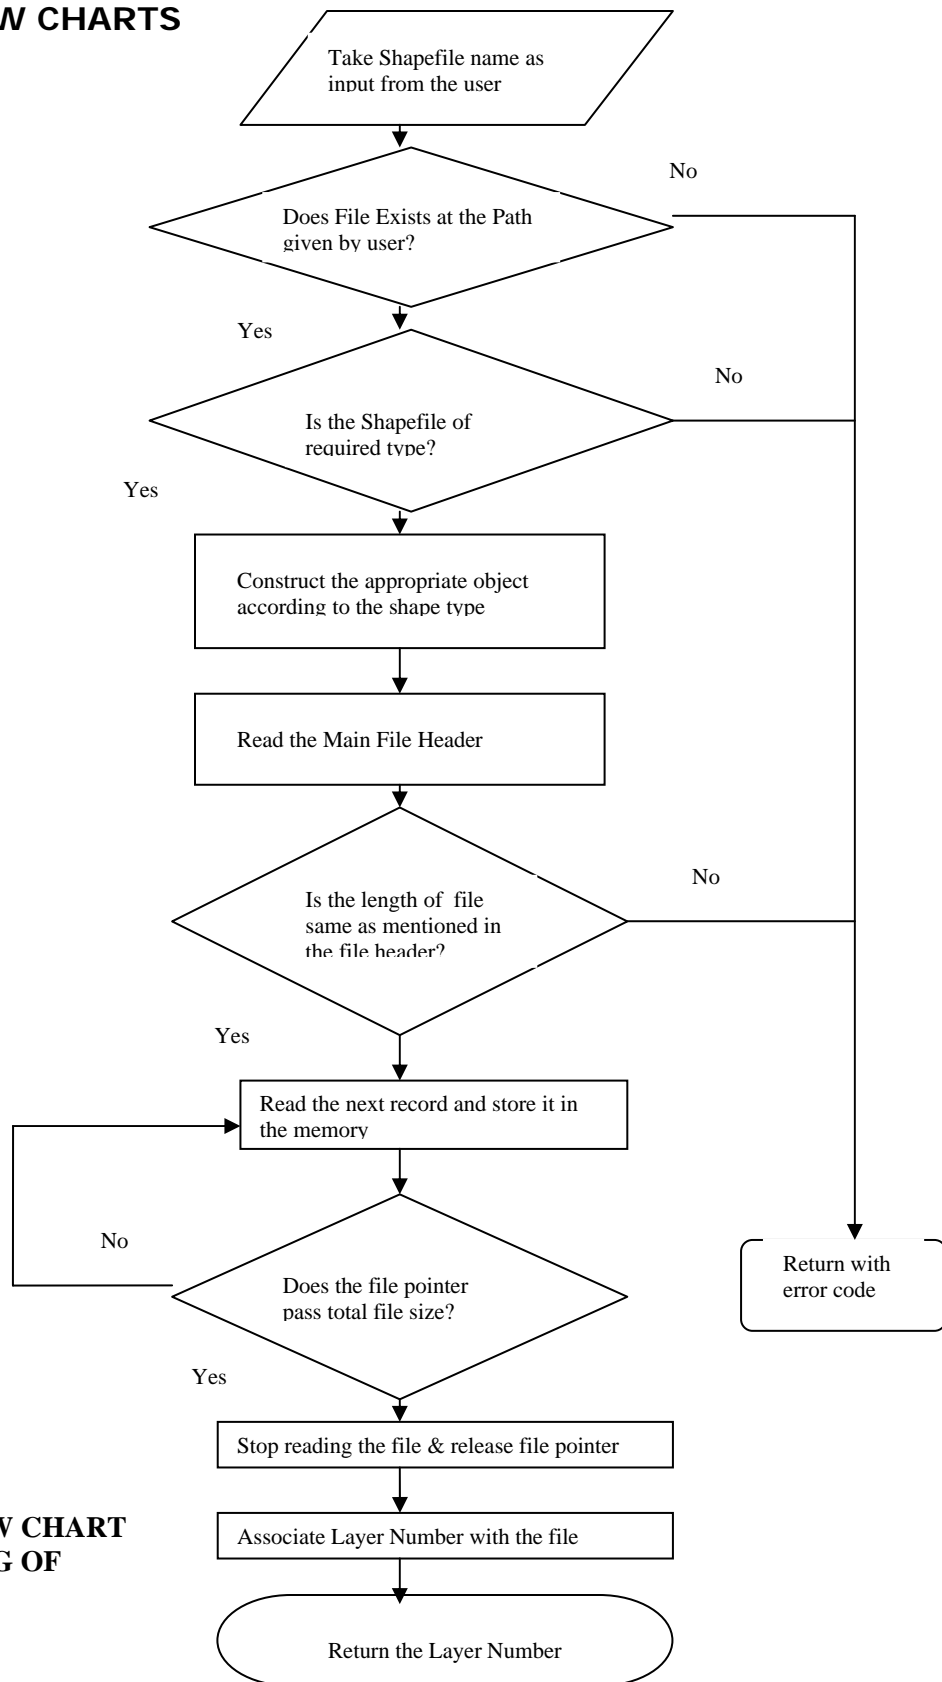 W CHARTS
Take Shapefile name as
input from the user
No
Does File Exists at the Path
given by user?
Yes
No
Is the Shapefile of
required type?
Yes
Construct the appropriate object
according to the shape type
Read the Main File Header
No
Is the length of file
same as mentioned in
the file header?
Yes
Read the next record and store it in
the memory
No
Return with
error code
Does the file pointer
pass total file size?
Yes
Stop reading the file & release file pointer
W CHART
G OF
Associate Layer Number with the file
Return the Layer Number